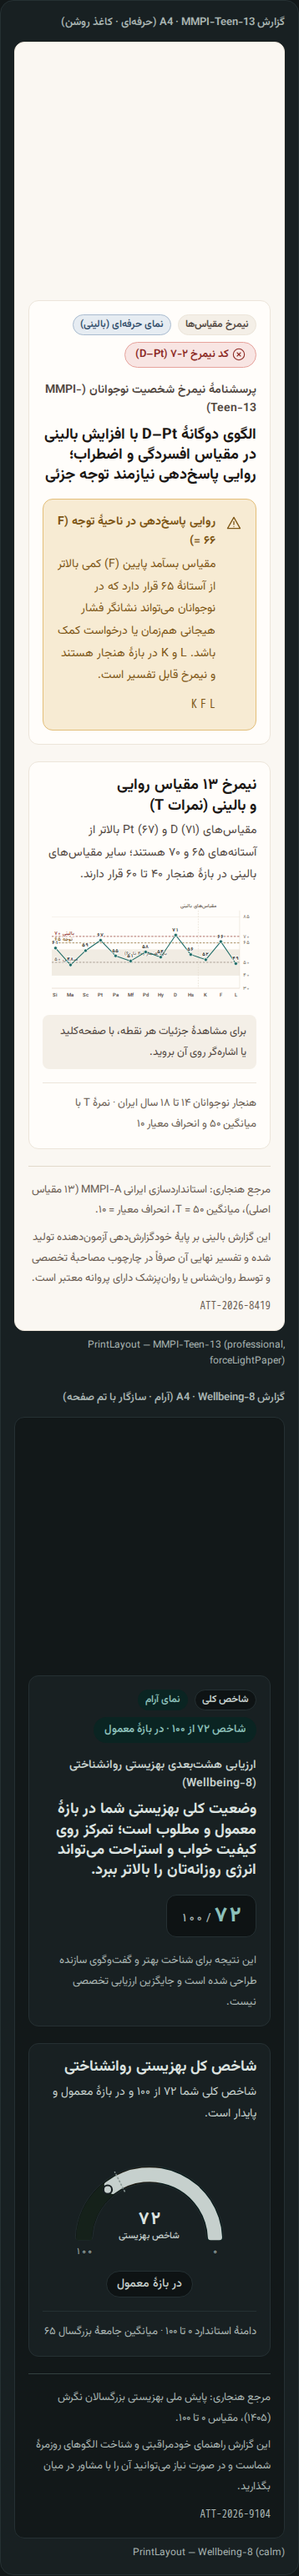 گزارش A4 · MMPI-Teen-13 (حرفه‌ای · کاغذ روشن)
نیمرخ مقیاس‌ها
نمای حرفه‌ای (بالینی)
کد نیمرخ ۲-۷ (D–Pt)
پرسشنامهٔ نیمرخ شخصیت نوجوانان (MMPI-
Teen-13)
الگوی دوگانهٔ D–Pt با افزایش بالینی
در مقیاس افسردگی و اضطراب؛
روایی پاسخ‌دهی نیازمند توجه جزئی
روایی پاسخ‌دهی در ناحیهٔ توجه (F
= ۶۶)
مقیاس بسآمد پایین (F) کمی بالاتر
از آستانهٔ ۶۵ قرار دارد که در
نوجوانان می‌تواند نشانگر فشار
هیجانی هم‌زمان یا درخواست کمک
باشد. L و K در بازهٔ هنجار هستند
و نیمرخ قابل تفسیر است.
K F L
نیمرخ ۱۳ مقیاس روایی
و بالینی (نمرات T)
مقیاس‌های D (۷۱) و Pt (۶۷) بالاتر از
آستانه‌های ۶۵ و ۷۰ هستند؛ سایر مقیاس‌های
بالینی در بازهٔ هنجار ۴۰ تا ۶۰ قرار دارند.
مقیاس‌های بالینی
Si Ma Sc Pt Pa Mf Pd Hy D Hs K F L
برای مشاهدهٔ جزئیات هر نقطه، با صفحه‌کلید
یا اشاره‌گر روی آن بروید.
هنجار نوجوانان ۱۴ تا ۱۸ سال ایران · نمرهٔ T با
میانگین ۵۰ و انحراف معیار ۱۰
مرجع هنجاری: استانداردسازی ایرانی MMPI-A (۱۳ مقیاس
اصلی)، میانگین T = ۵۰، انحراف معیار = ۱۰.
این گزارش بالینی بر پایهٔ خودگزارش‌دهی آزمون‌دهنده تولید
شده و تفسیر نهایی آن صرفاً در چارچوب مصاحبهٔ تخصصی
و توسط روان‌شناس یا روان‌پزشک دارای پروانه معتبر است.
ATT-2026-8419
PrintLayout — MMPI-Teen-13 (professional,
forceLightPaper)
گزارش A4 · Wellbeing-8 (آرام · سازگار با تم صفحه)
شاخص کلی
نمای آرام
شاخص ۷۲ از ۱۰۰ · در بازهٔ معمول
ارزیابی هشت‌بعدی بهزیستی روانشناختی
(Wellbeing-8)
وضعیت کلی بهزیستی شما در بازهٔ
معمول و مطلوب است؛ تمرکز روی
کیفیت خواب و استراحت می‌تواند
انرژی روزانه‌تان را بالاتر ببرد.
۷۲ / ۱۰۰
این نتیجه برای شناخت بهتر و گفت‌وگوی سازنده
طراحی شده است و جایگزین ارزیابی تخصصی
نیست.
شاخص کل بهزیستی روانشناختی
شاخص کلی شما ۷۲ از ۱۰۰ و در بازهٔ معمول و
پایدار است.
۷۲
شاخص بهزیستی
۰
۱۰۰
در بازهٔ معمول
دامنهٔ استاندارد ۰ تا ۱۰۰ · میانگین جامعهٔ بزرگسال ۶۵
مرجع هنجاری: پایش ملی بهزیستی بزرگسالان نگرش
(۱۴۰۵)، مقیاس ۰ تا ۱۰۰.
این گزارش راهنمای خودمراقبتی و شناخت الگوهای روزمرهٔ
شماست و در صورت نیاز می‌توانید آن را با مشاور در میان
بگذارید.
ATT-2026-9104
PrintLayout — Wellbeing-8 (calm)